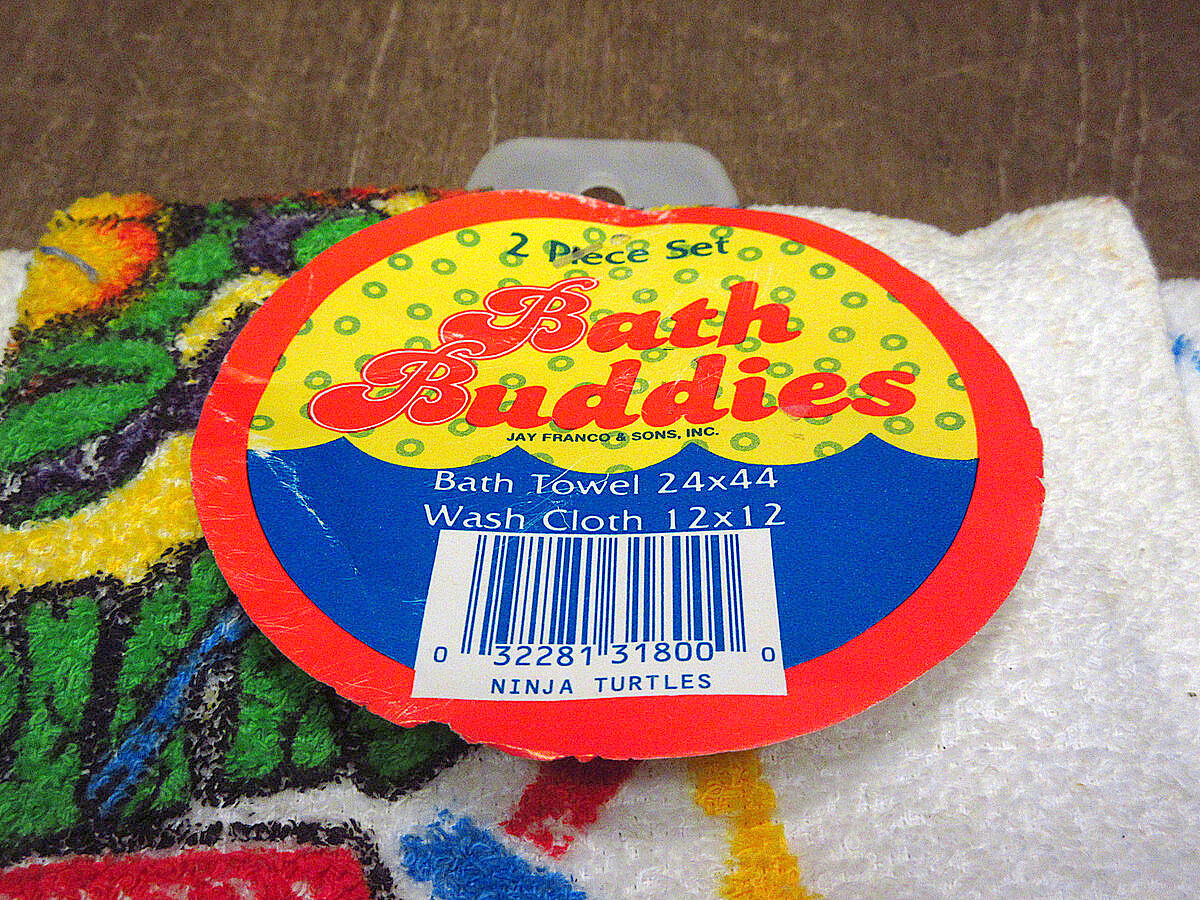 2 Piece Set
Bath
Buddies
JAY FRANCO & SONS, INC.
Bath Towel 24x44
Wash Cloth 12x12
0 32281 31800 0
NINJA TURTLES